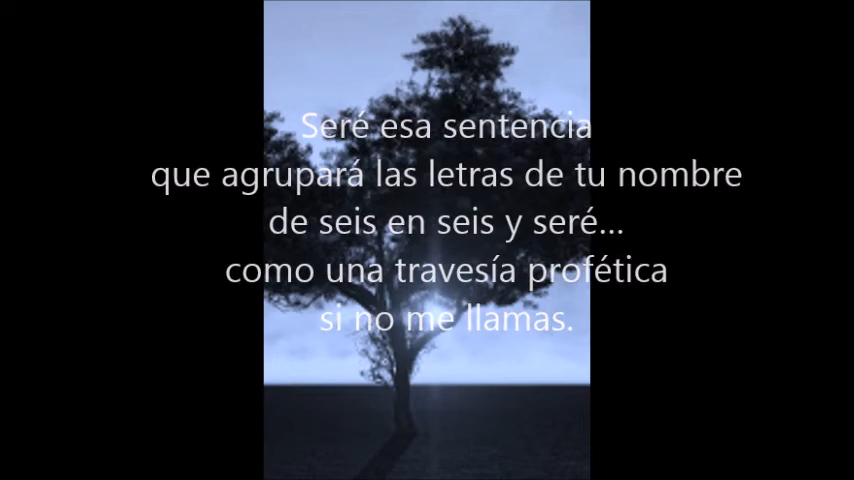 Seré esa sentencia
que agrupará las letras de tu nombre
de seis en seis y seré...
como una travesía profética
si no me llamas.